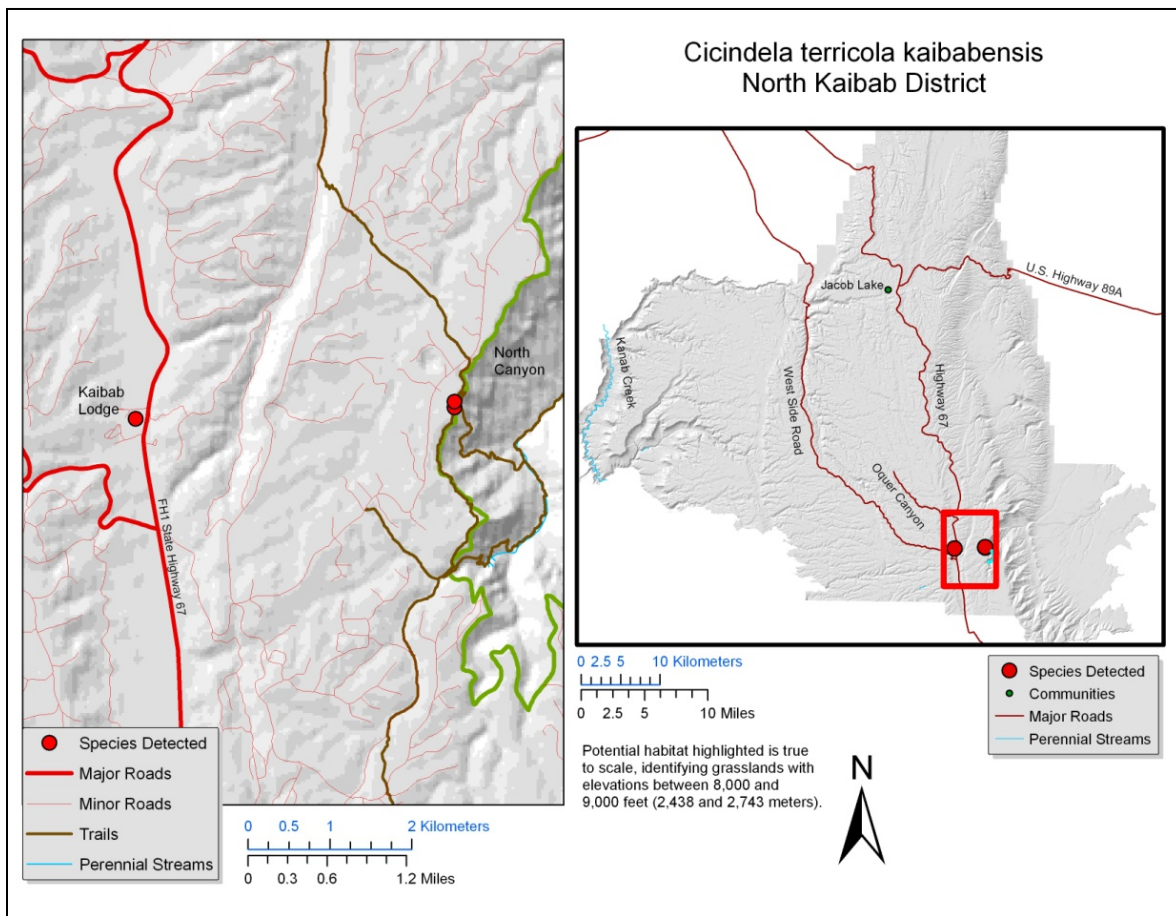 Cicindela terricola kaibabensis
North Kaibab District
Kaibab
Lodge
North
Canyon
FH1 State Highway 67
Species Detected
Major Roads
Minor Roads
Trails
Perennial Streams
0 0.5 1 2 Kilometers
0 0.3 0.6 1.2 Miles
Jacob Lake
U.S. Highway 89A
Kanab Creek
West Side Road
Highway 67
Oquer Canyon
0 2.5 5 10 Kilometers
0 2.5 5 10 Miles
Species Detected
Communities
Major Roads
Perennial Streams
Potential habitat highlighted is true
to scale, identifying grasslands with
elevations between 8,000 and
9,000 feet (2,438 and 2,743 meters).
N